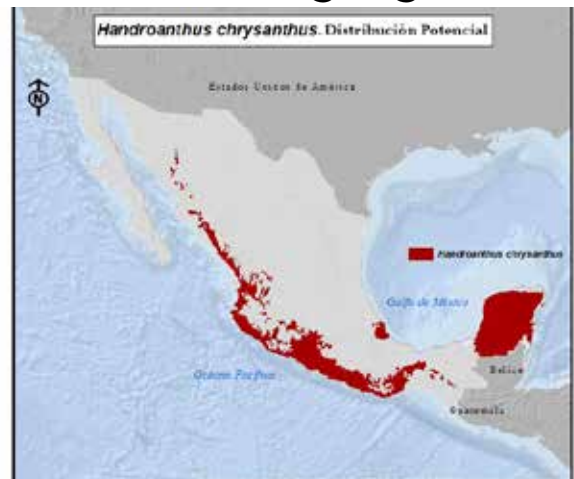 Handroanthus chrysanthus. Distribución Potencial
Estados Unidos de América
N
Handroanthus chrysanthus
Golfo de México
Océano Pacífico
Belice
Guatemala